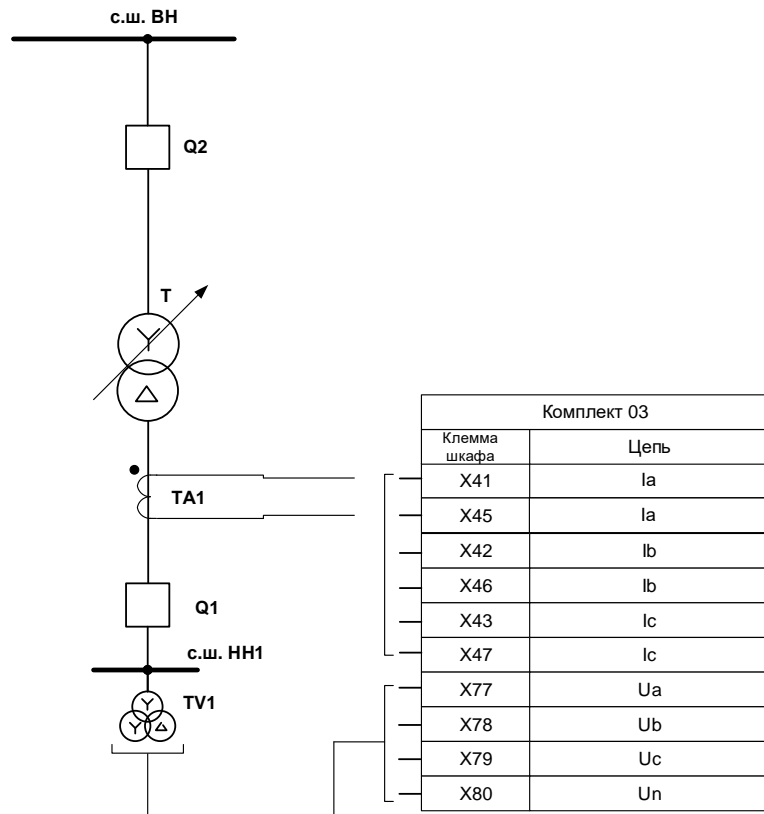 с.ш. ВН
Q2
T
TA1
Q1
с.ш. НН1
TV1
Комплект 03
Клемма шкафа
Цепь
X41 Ia
X45 Ia
X42 Ib
X46 Ib
X43 Ic
X47 Ic
X77 Ua
X78 Ub
X79 Uc
X80 Un